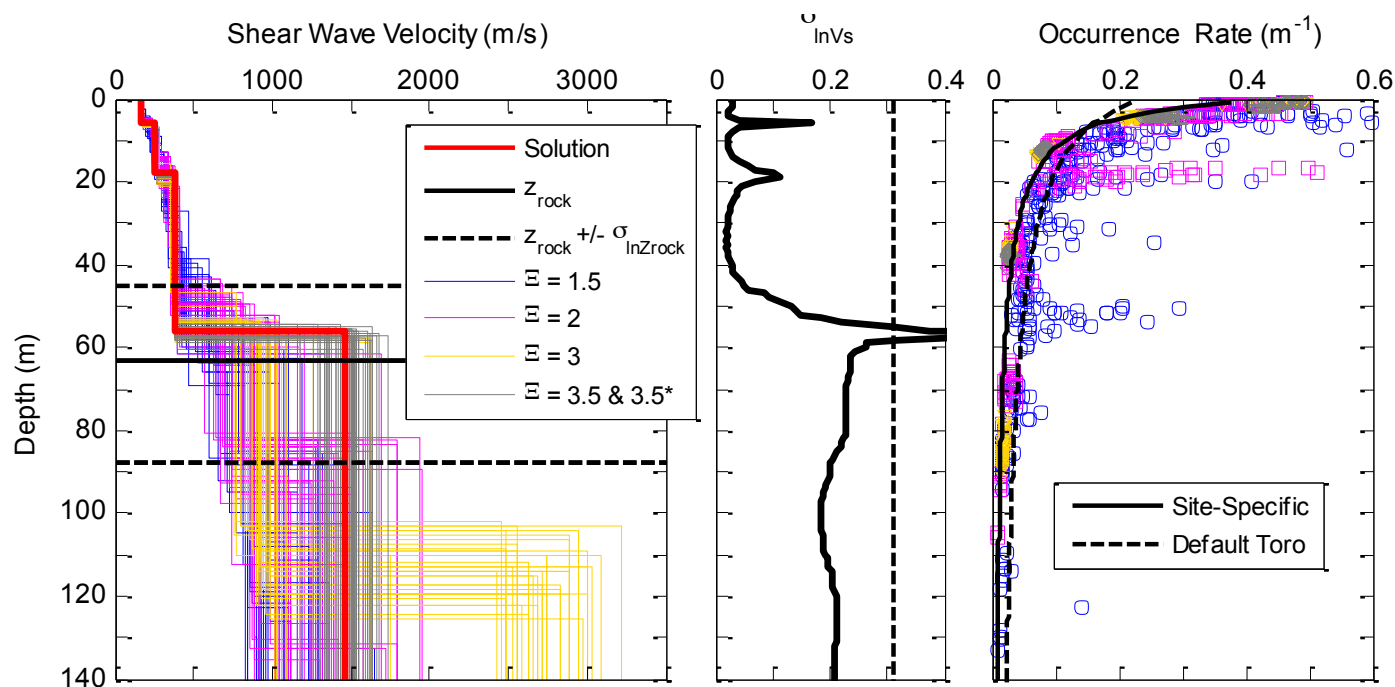 Shear Wave Velocity (m/s)
σ lnVs
Occurrence Rate (m⁻¹)
0 1000 2000 3000
0 0.2 0.4
0 0.2 0.4 0.6
Depth (m)
0
20
40
60
80
100
120
140
Solution
z rock
z rock +/- σ lnZrock
Ξ = 1.5
Ξ = 2
Ξ = 3
Ξ = 3.5 & 3.5*
Site-Specific
Default Toro